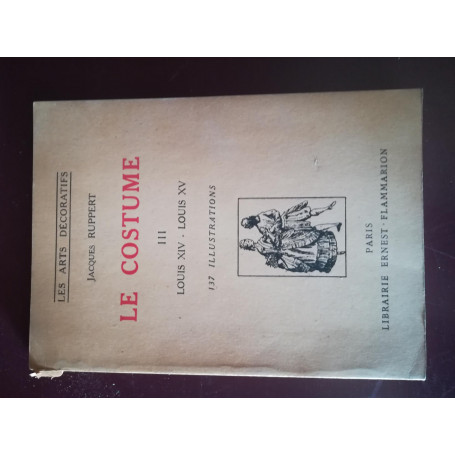 LES ARTS DÉCORATIFS
JACQUES RUPPERT
LE COSTUME
III
LOUIS XIV - LOUIS XV
137 ILLUSTRATIONS
PARIS
LIBRAIRIE ERNEST-FLAMMARION